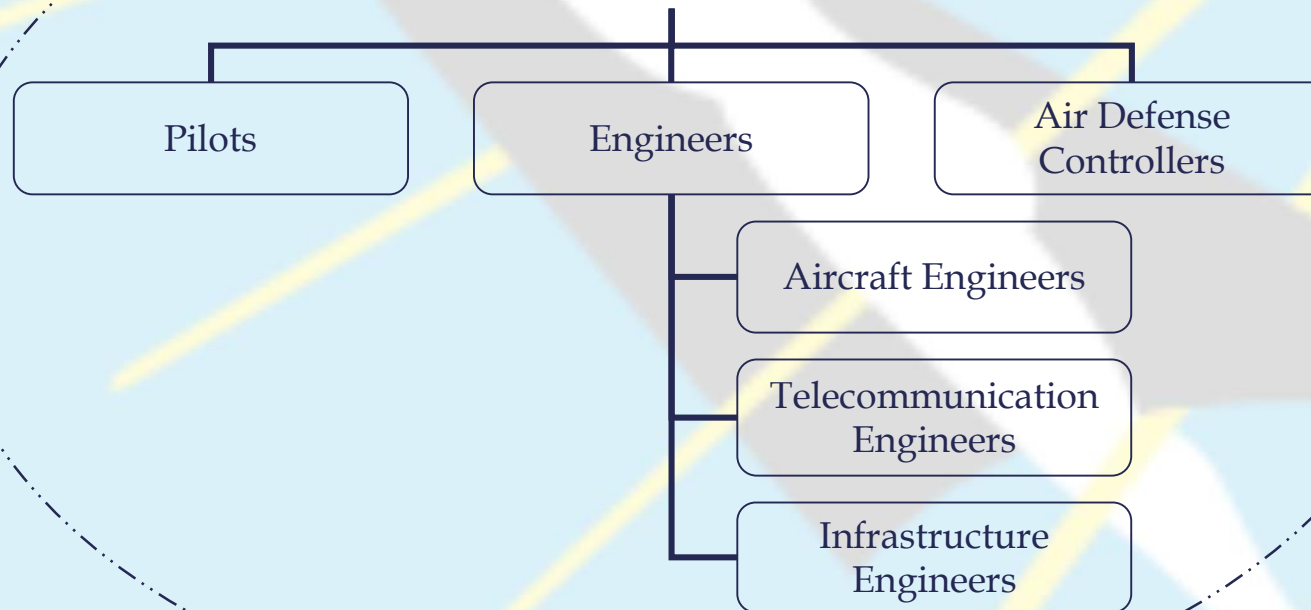 Pilots
Engineers
Air Defense
Controllers
Aircraft Engineers
Telecommunication
Engineers
Infrastructure
Engineers